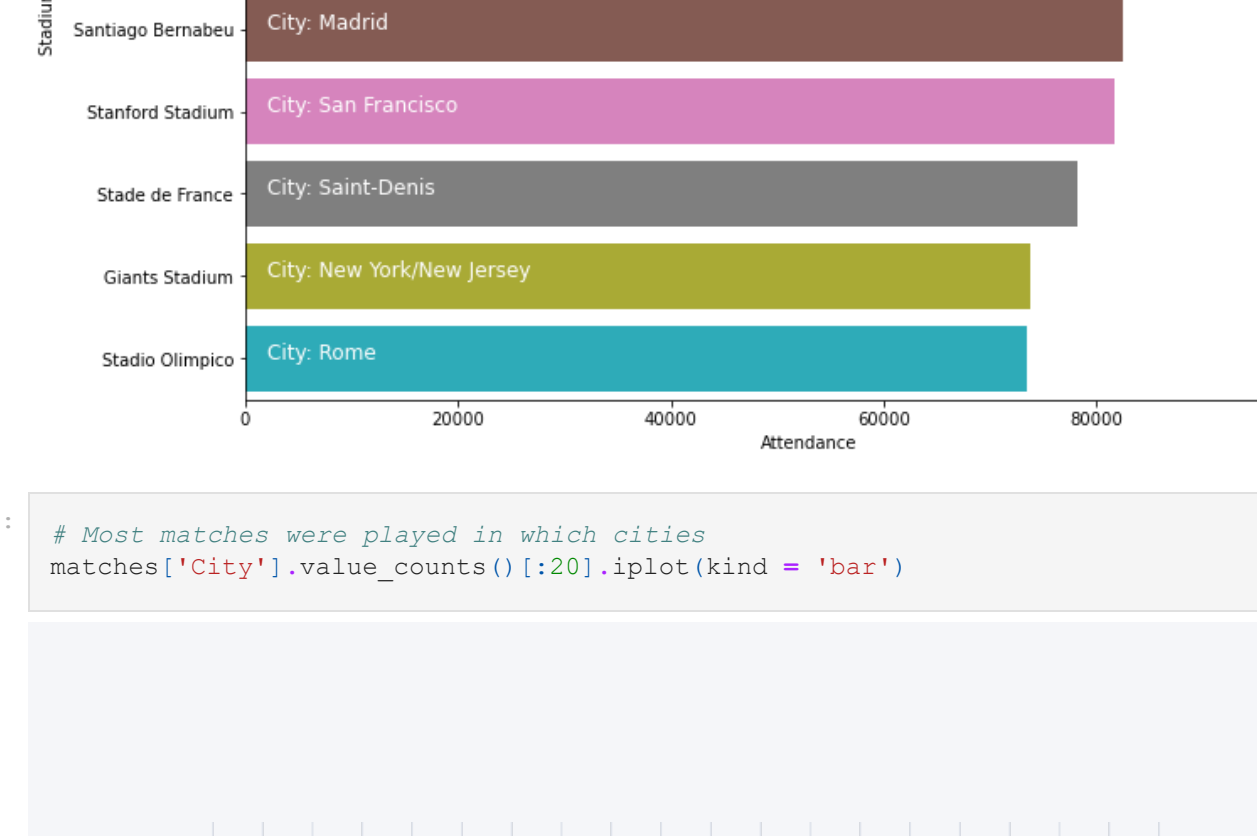 Santiago Bernabeu
City: Madrid
Stanford Stadium
City: San Francisco
Stade de France
City: Saint-Denis
Giants Stadium
City: New York/New Jersey
Stadio Olimpico
City: Rome
0 20000 40000 60000 80000
Attendance
:
# Most matches were played in which cities
matches['City'].value_counts()[:20].iplot(kind = 'bar')